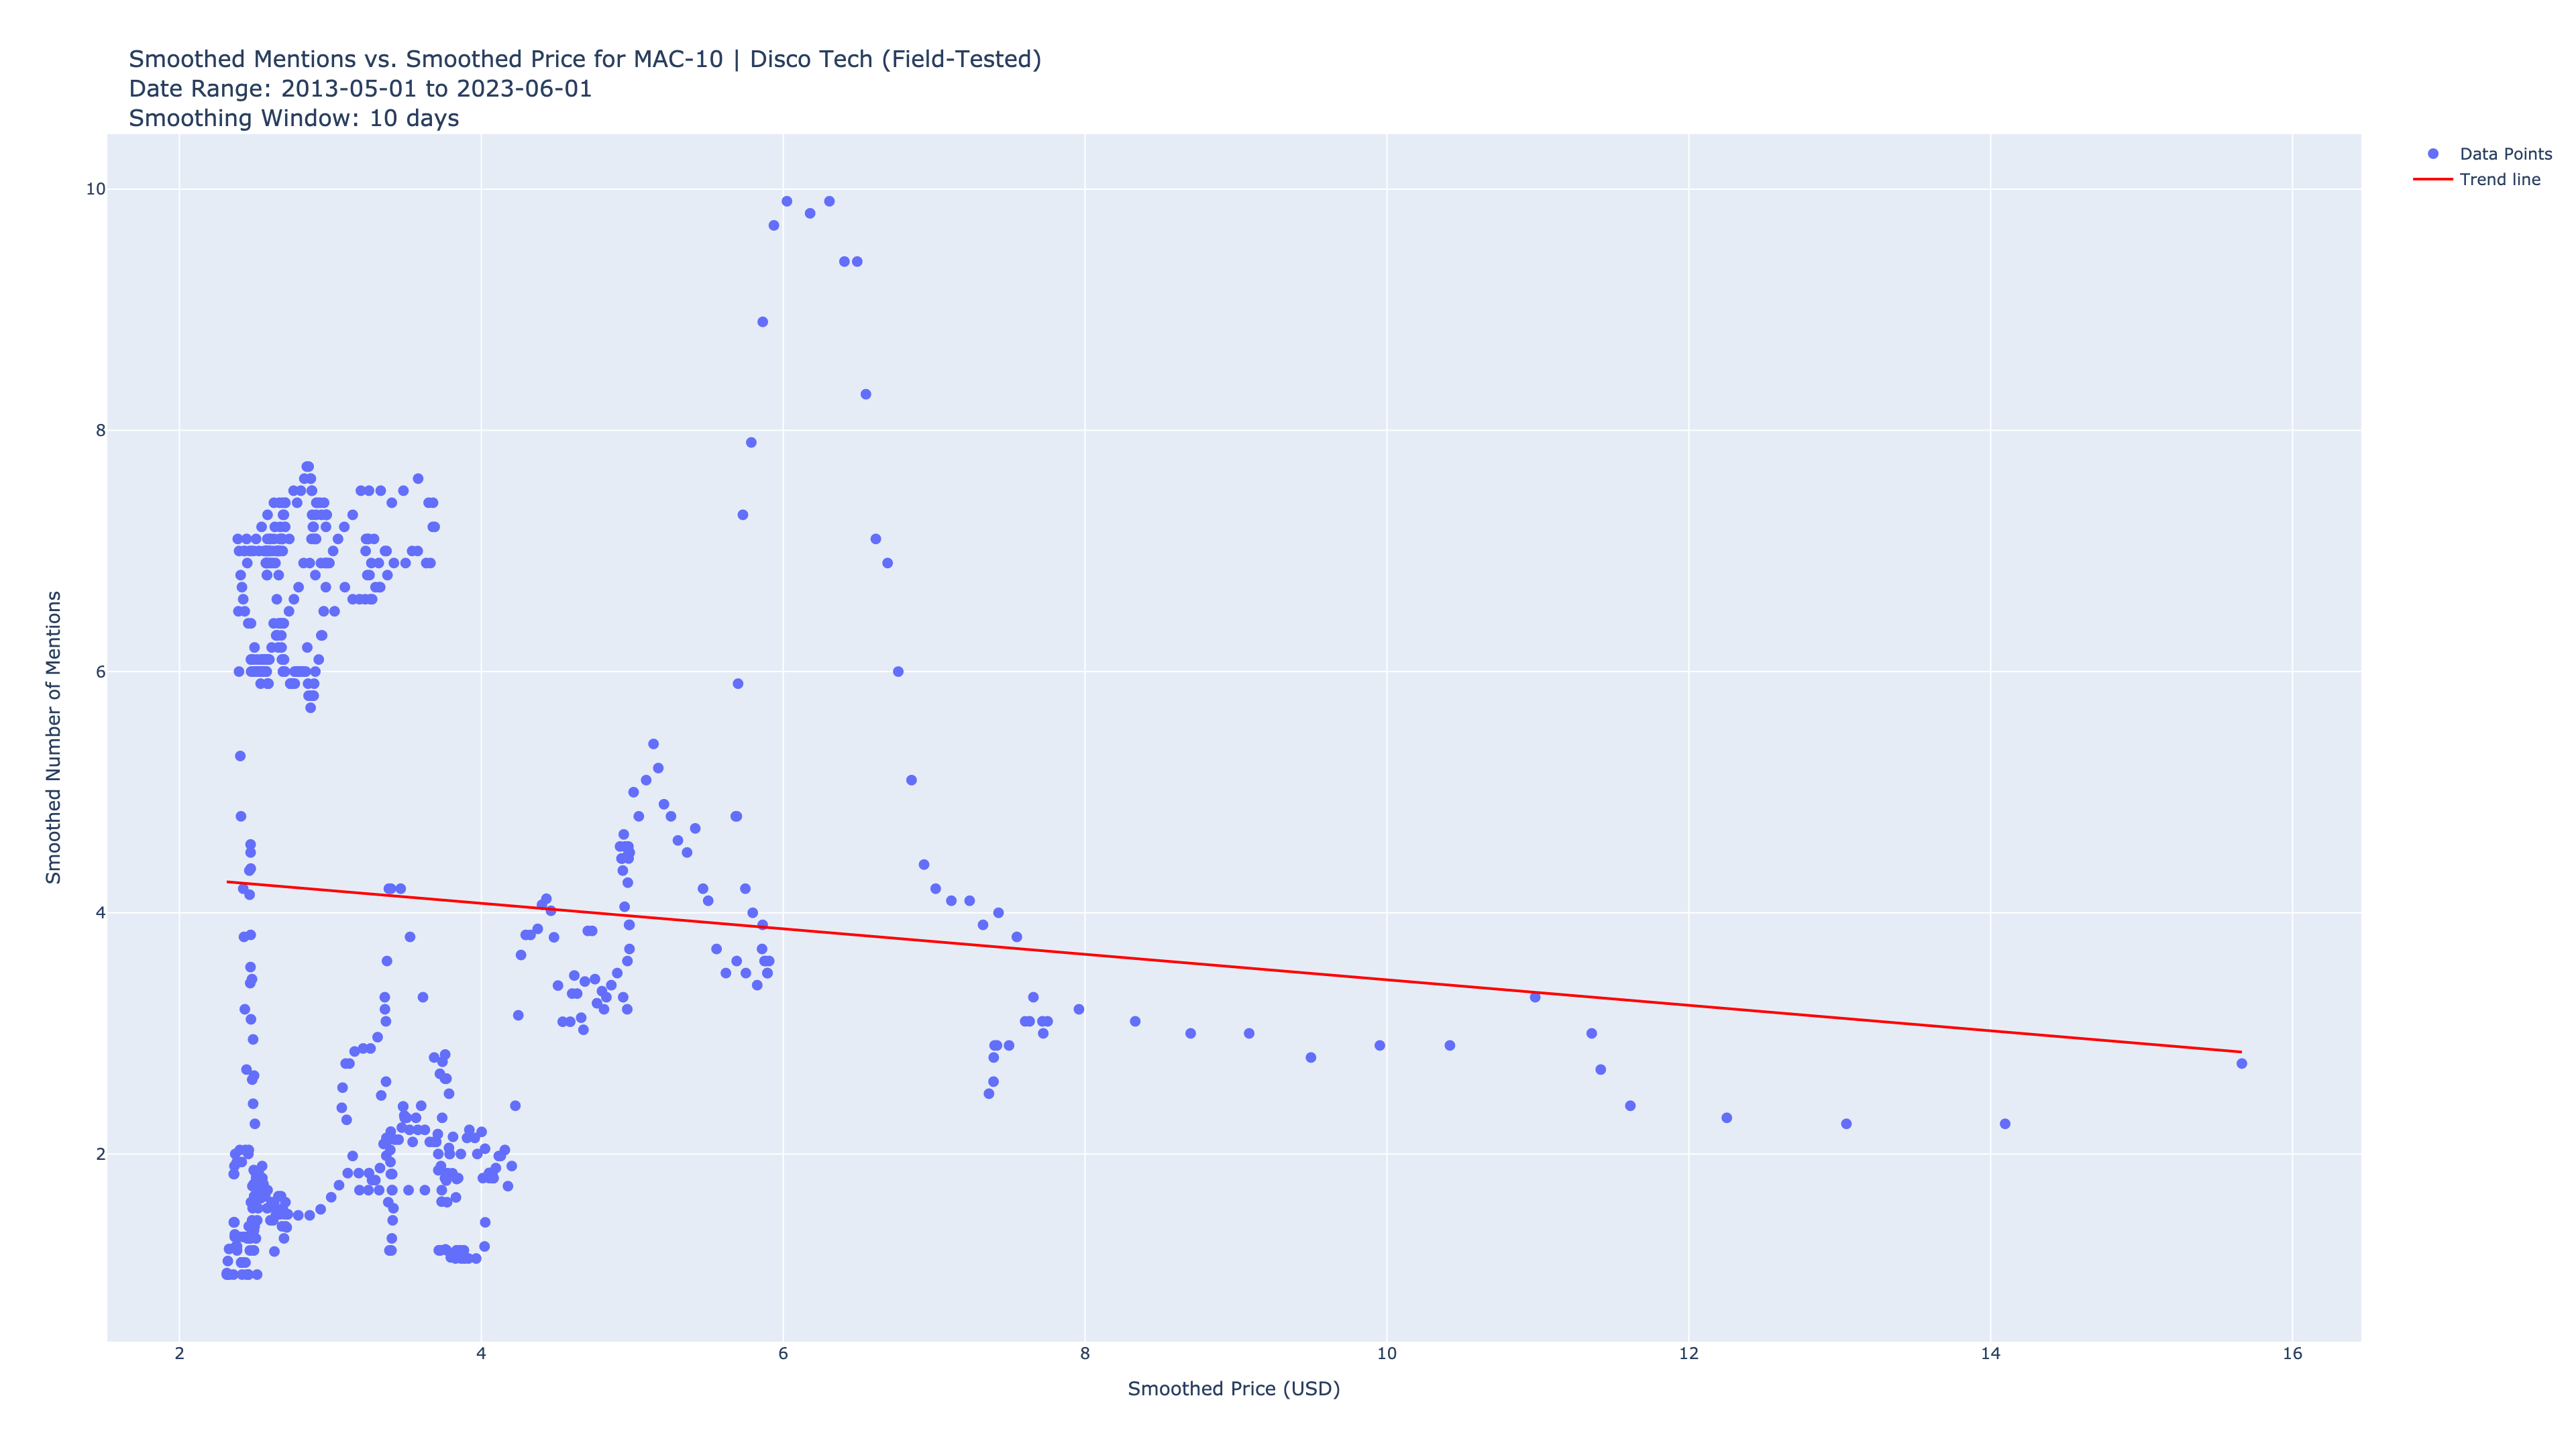 Smoothed Mentions vs. Smoothed Price for MAC-10 | Disco Tech (Field-Tested)
Date Range: 2013-05-01 to 2023-06-01
Smoothing Window: 10 days
Data Points
Trend line
10
8
6
4
2
Smoothed Number of Mentions
2 4 6 8 10 12 14 16
Smoothed Price (USD)